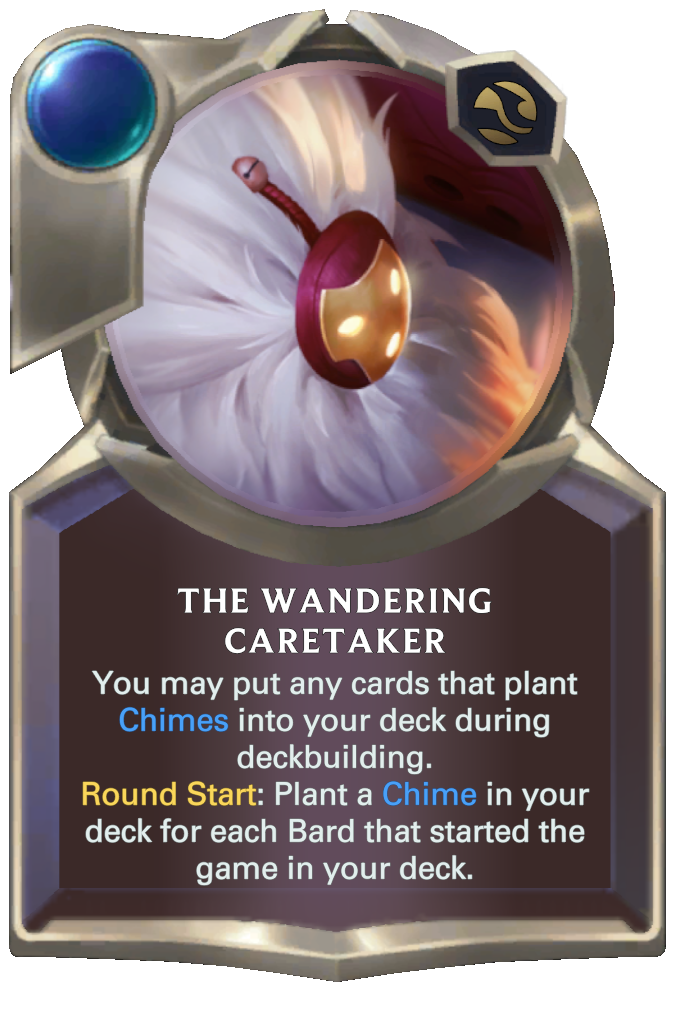 THE WANDERING
CARETAKER
You may put any cards that plant
Chimes into your deck during
deckbuilding.
Round Start: Plant a Chime in your
deck for each Bard that started the
game in your deck.